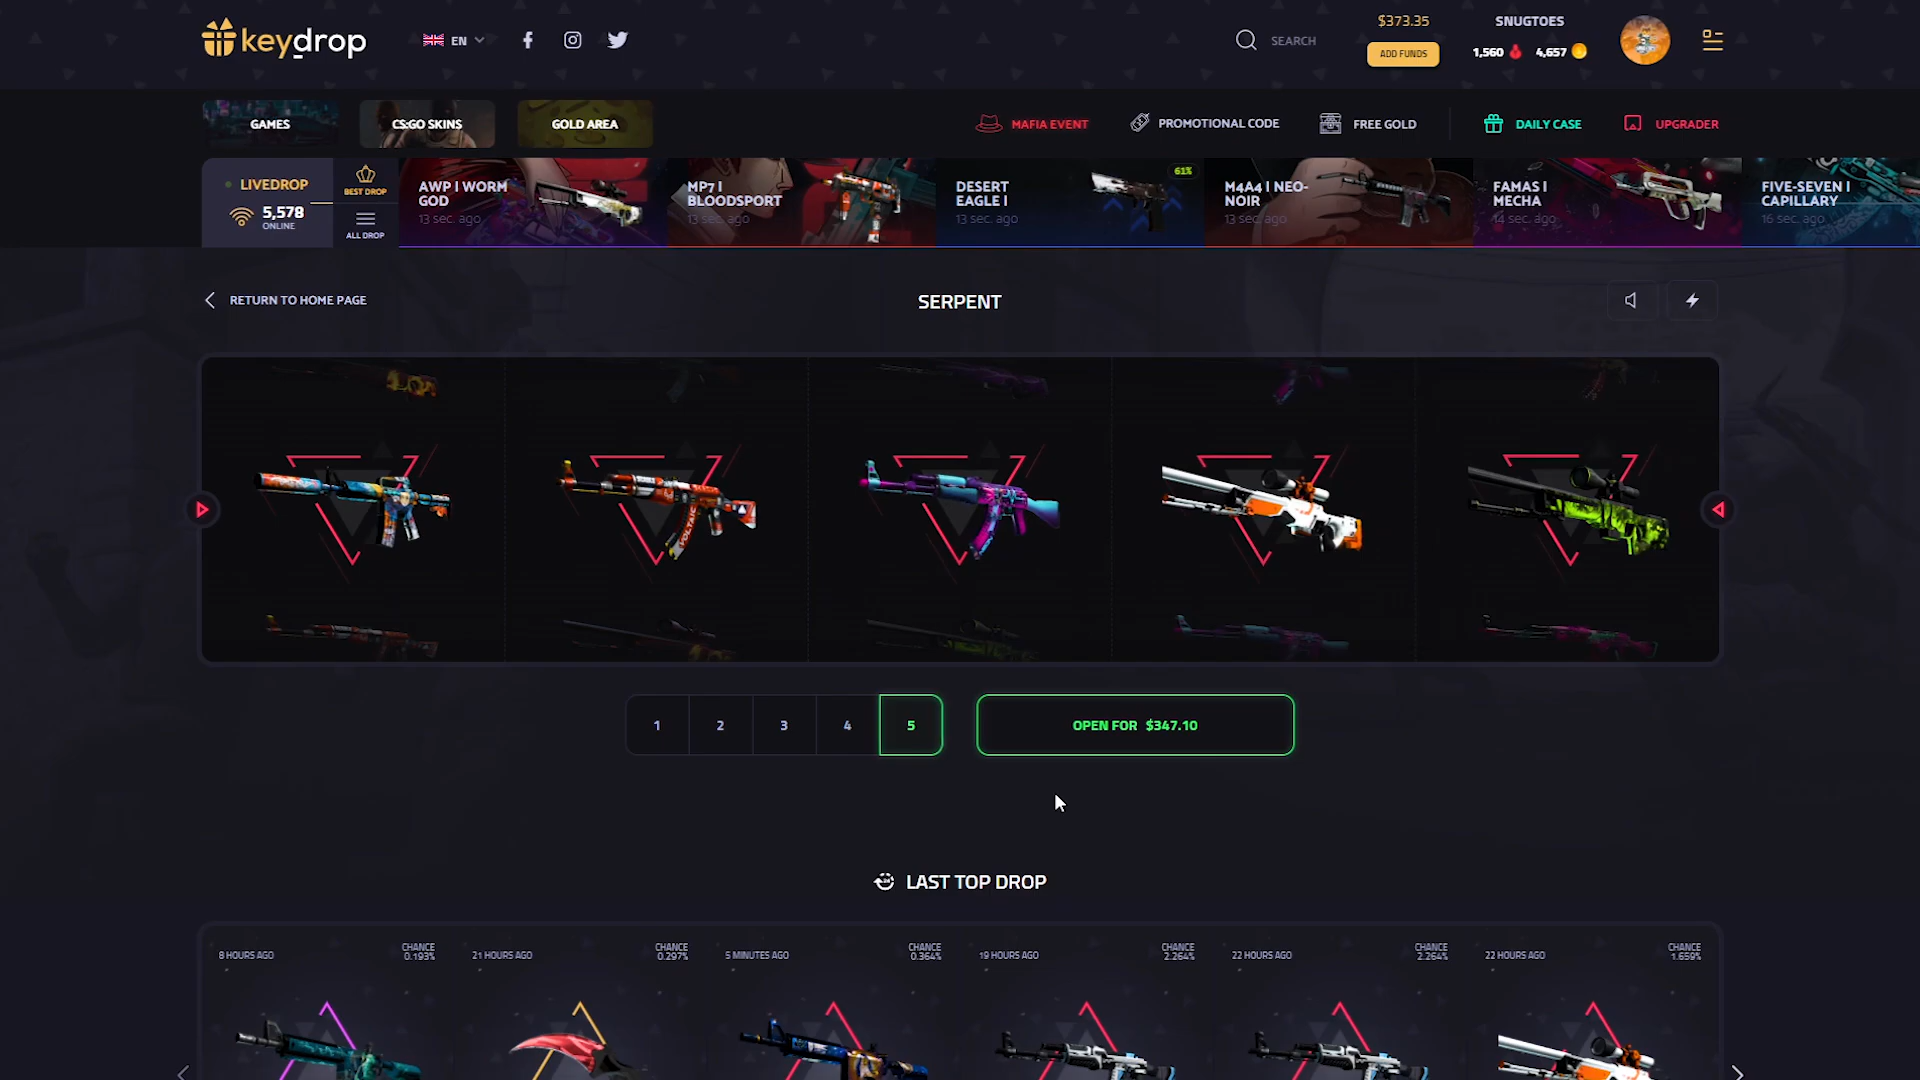 keydrop
EN
SEARCH
$373.35
ADD FUNDS
SNUGTOES
1,560 4,657
GAMES
CS:GO SKINS
GOLD AREA
MAFIA EVENT
PROMOTIONAL CODE
FREE GOLD
DAILY CASE
UPGRADER
LIVEDROP
5,578
ONLINE
BEST DROP
ALL DROP
AWP | WORM
GOD
13 sec. ago
MP7 |
BLOODSPORT
13 sec. ago
DESERT
EAGLE |
13 sec. ago
61%
M4A4 | NEO-
NOIR
13 sec. ago
FAMAS |
MECHA
14 sec. ago
FIVE-SEVEN |
CAPILLARY
16 sec. ago
RETURN TO HOME PAGE
SERPENT
VOLTAIC
1 2 3 4 5
OPEN FOR $347.10
LAST TOP DROP
8 HOURS AGO
CHANCE
0.193%
21 HOURS AGO
CHANCE
0.297%
5 MINUTES AGO
CHANCE
0.364%
19 HOURS AGO
CHANCE
2.264%
22 HOURS AGO
CHANCE
2.264%
22 HOURS AGO
CHANCE
1.659%